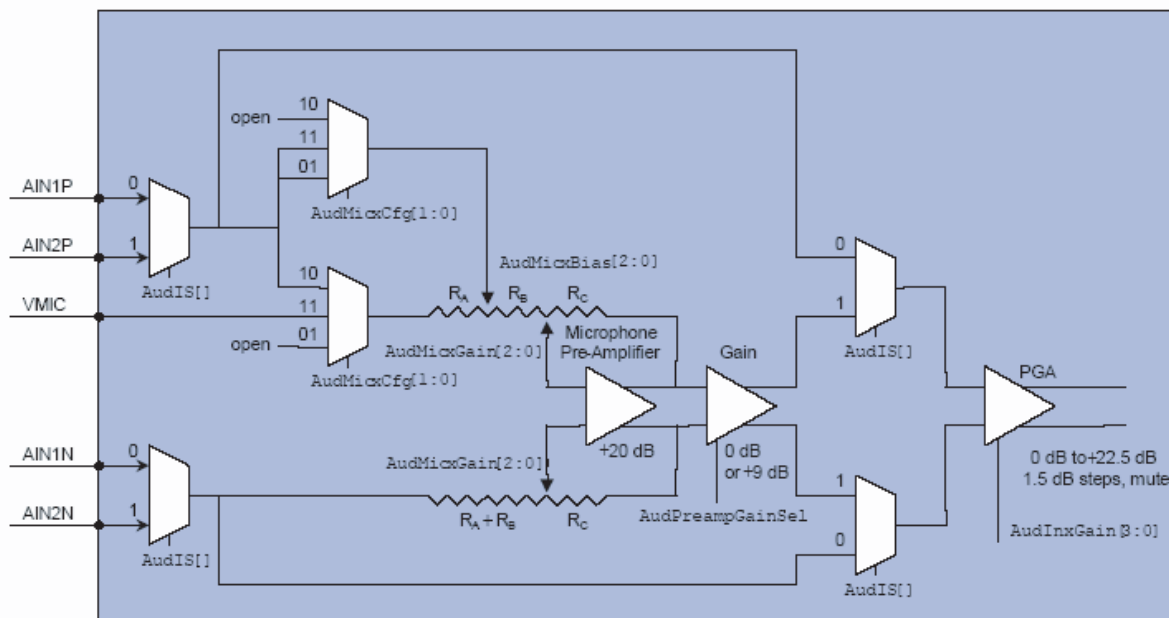 open
10
11
01
AIN1P
0
AudMicxCfg[1:0]
AIN2P
1
AudIS[]
AudMicxBias[2:0]
0
10
RA
RB
RC
VMIC
11
1
open
01
AudMicxGain[2:0]
Microphone
Pre-Amplifier
Gain
AudIS[]
AudMicxCfg[1:0]
PGA
AIN1N
0
AudMicxGain[2:0]
+20 dB
0 dB
or +9 dB
0 dB to+22.5 dB
1.5 dB steps, mute
1
AIN2N
1
RA+RB
RC
AudPreampGainSel
AudInxGain[3:0]
0
AudIS[]
AudIS[]